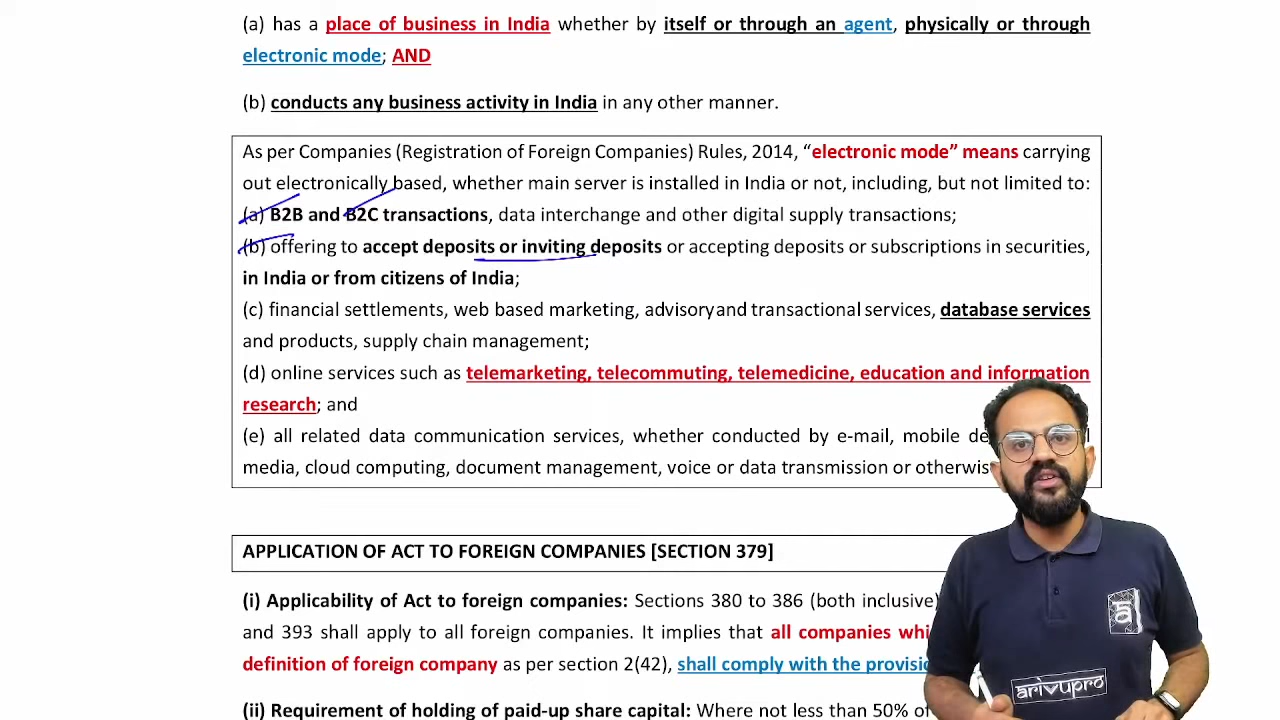 (a) has a place of business in India whether by itself or through an agent, physically or through
electronic mode; AND
(b) conducts any business activity in India in any other manner.
As per Companies (Registration of Foreign Companies) Rules, 2014, “electronic mode” means carrying
out electronically based, whether main server is installed in India or not, including, but not limited to:
(a) B2B and B2C transactions, data interchange and other digital supply transactions;
(b) offering to accept deposits or inviting deposits or accepting deposits or subscriptions in securities,
in India or from citizens of India;
(c) financial settlements, web based marketing, advisory and transactional services, database services
and products, supply chain management;
(d) online services such as telemarketing, telecommuting, telemedicine, education and information
research; and
(e) all related data communication services, whether conducted by e-mail, mobile
media, cloud computing, document management, voice or data transmission or
APPLICATION OF ACT TO FOREIGN COMPANIES [SECTION 379]
(i) Applicability of Act to foreign companies: Sections 380 to 386 (both inclusive)
and 393 shall apply to all foreign companies. It implies that all companies
definition of foreign company as per section 2(42), shall comply with the
(ii) Requirement of holding of paid-up share capital: Where not less than 50% of
arivupro